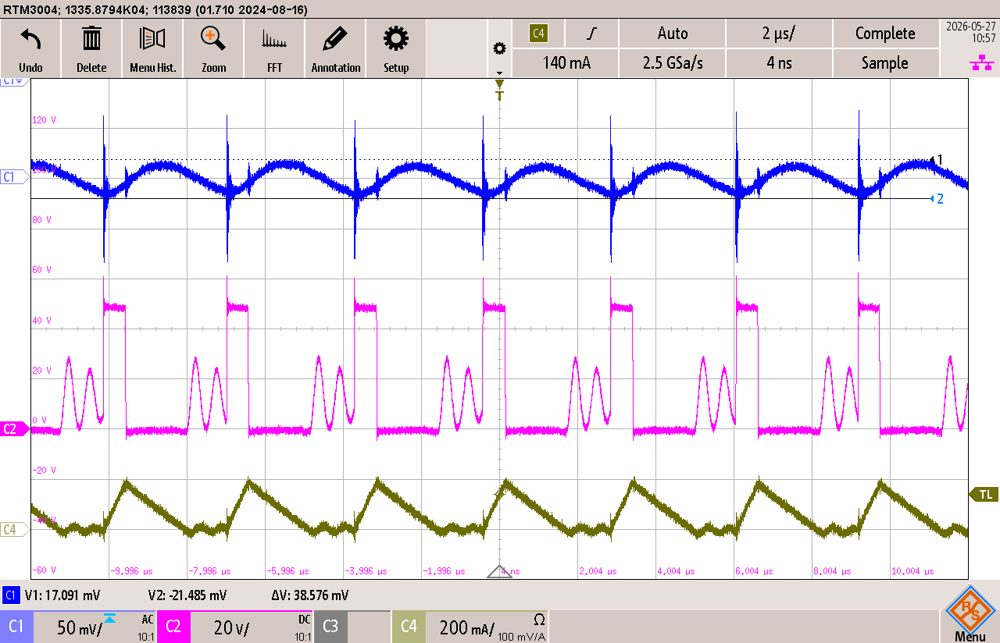 RTM3004; 1335.8794K04; 113839 (01.710 2024-08-16)
Undo
Delete
Menu Hist.
Zoom
FFT
Annotation
Setup
C4
Auto
2 µs/
Complete
140 mA
2.5 GSa/s
4 ns
Sample
2026-05-27
10:57
C1
T
120 V
1
C1
100 V
2
80 V
60 V
40 V
20 V
C2
0 V
-20 V
TL
-40 V
C4
-60 V
-9,996 µs
-7,996 µs
-5,996 µs
-3,996 µs
-1,996 µs
4 ns
2,004 µs
4,004 µs
6,004 µs
8,004 µs
10,004 µs
C1
V1: 17.091 mV
V2: -21.485 mV
ΔV: 38.576 mV
C1
50 mV/
AC
10:1
C2
20 V/
DC
10:1
C3
C4
200 mA/
Ω
100 mV/A
R
S
Menu